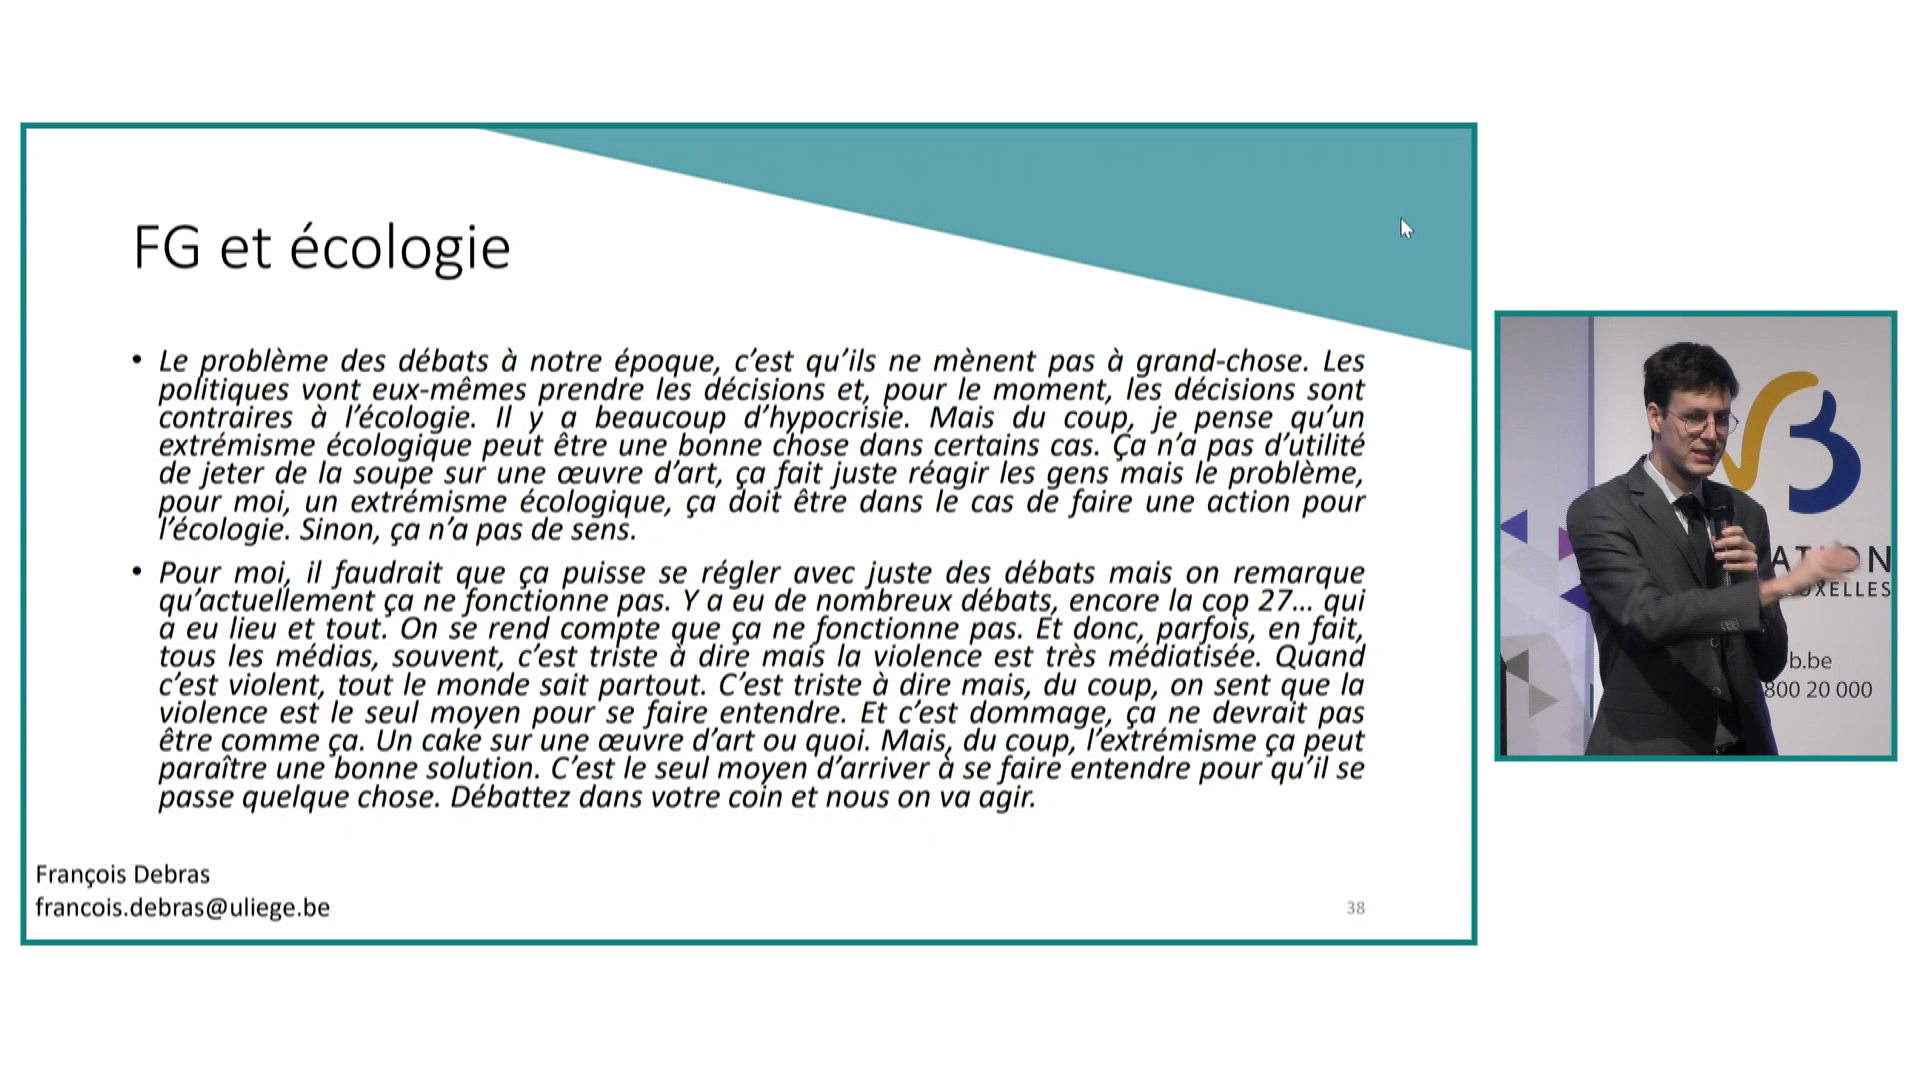 FG et écologie
• Le problème des débats à notre époque, c’est qu’ils ne mènent pas à grand-chose. Les
politiques vont eux-mêmes prendre les décisions et, pour le moment, les décisions sont
contraires à l’écologie. Il y a beaucoup d’hypocrisie. Mais du coup, je pense qu’un
extrémisme écologique peut être une bonne chose dans certains cas. Ça n’a pas d’utilité
de jeter de la soupe sur une œuvre d’art, ça fait juste réagir les gens mais le problème,
pour moi, un extrémisme écologique, ça doit être dans le cas de faire une action pour
l’écologie. Sinon, ça n’a pas de sens.
• Pour moi, il faudrait que ça puisse se régler avec juste des débats mais on remarque
qu’actuellement ça ne fonctionne pas. Y a eu de nombreux débats, encore la cop 27… qui
a eu lieu et tout. On se rend compte que ça ne fonctionne pas. Et donc, parfois, en fait,
tous les médias, souvent, c’est triste à dire mais la violence est très médiatisée. Quand
c’est violent, tout le monde sait partout. C’est triste à dire mais, du coup, on sent que la
violence est le seul moyen pour se faire entendre. Et c’est dommage, ça ne devrait pas
être comme ça. Un cake sur une œuvre d’art ou quoi. Mais, du coup, l’extrémisme ça peut
paraître une bonne solution. C’est le seul moyen d’arriver à se faire entendre pour qu’il se
passe quelque chose. Débattez dans votre coin et nous on va agir.
François Debras
francois.debras@uliege.be
38
B
ATION
UXELLES
b.be
800 20 000